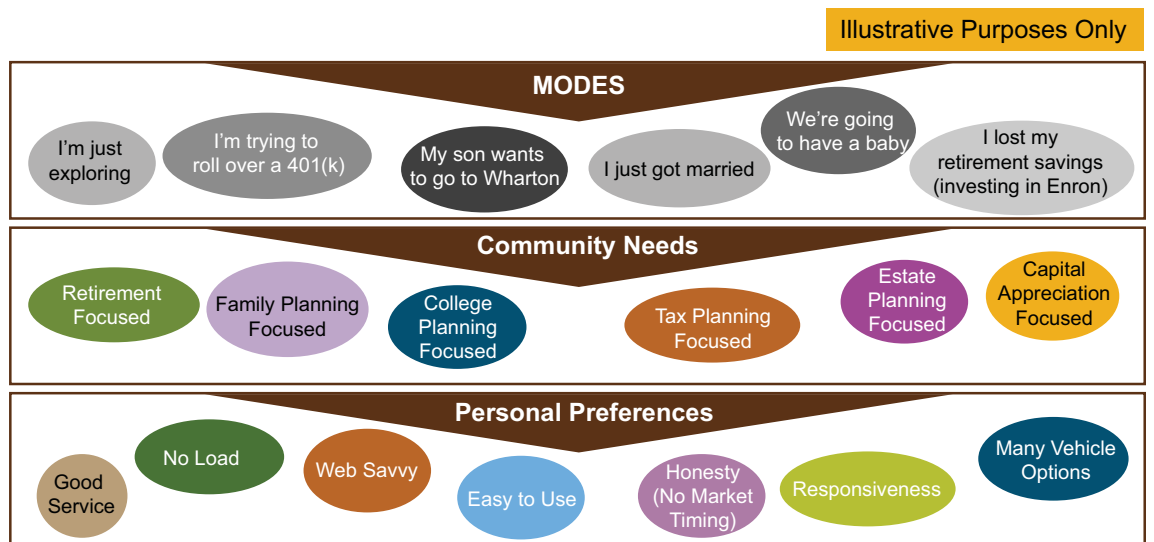 Illustrative Purposes Only
MODES
I'm just
exploring
I'm trying to
roll over a 401(k)
My son wants
to go to Wharton
I just got married
We're going
to have a baby
I lost my
retirement savings
(investing in Enron)
Community Needs
Retirement
Focused
Family Planning
Focused
College
Planning
Focused
Tax Planning
Focused
Estate
Planning
Focused
Capital
Appreciation
Focused
Personal Preferences
Good
Service
No Load
Web Savvy
Easy to Use
Honesty
(No Market
Timing)
Responsiveness
Many Vehicle
Options